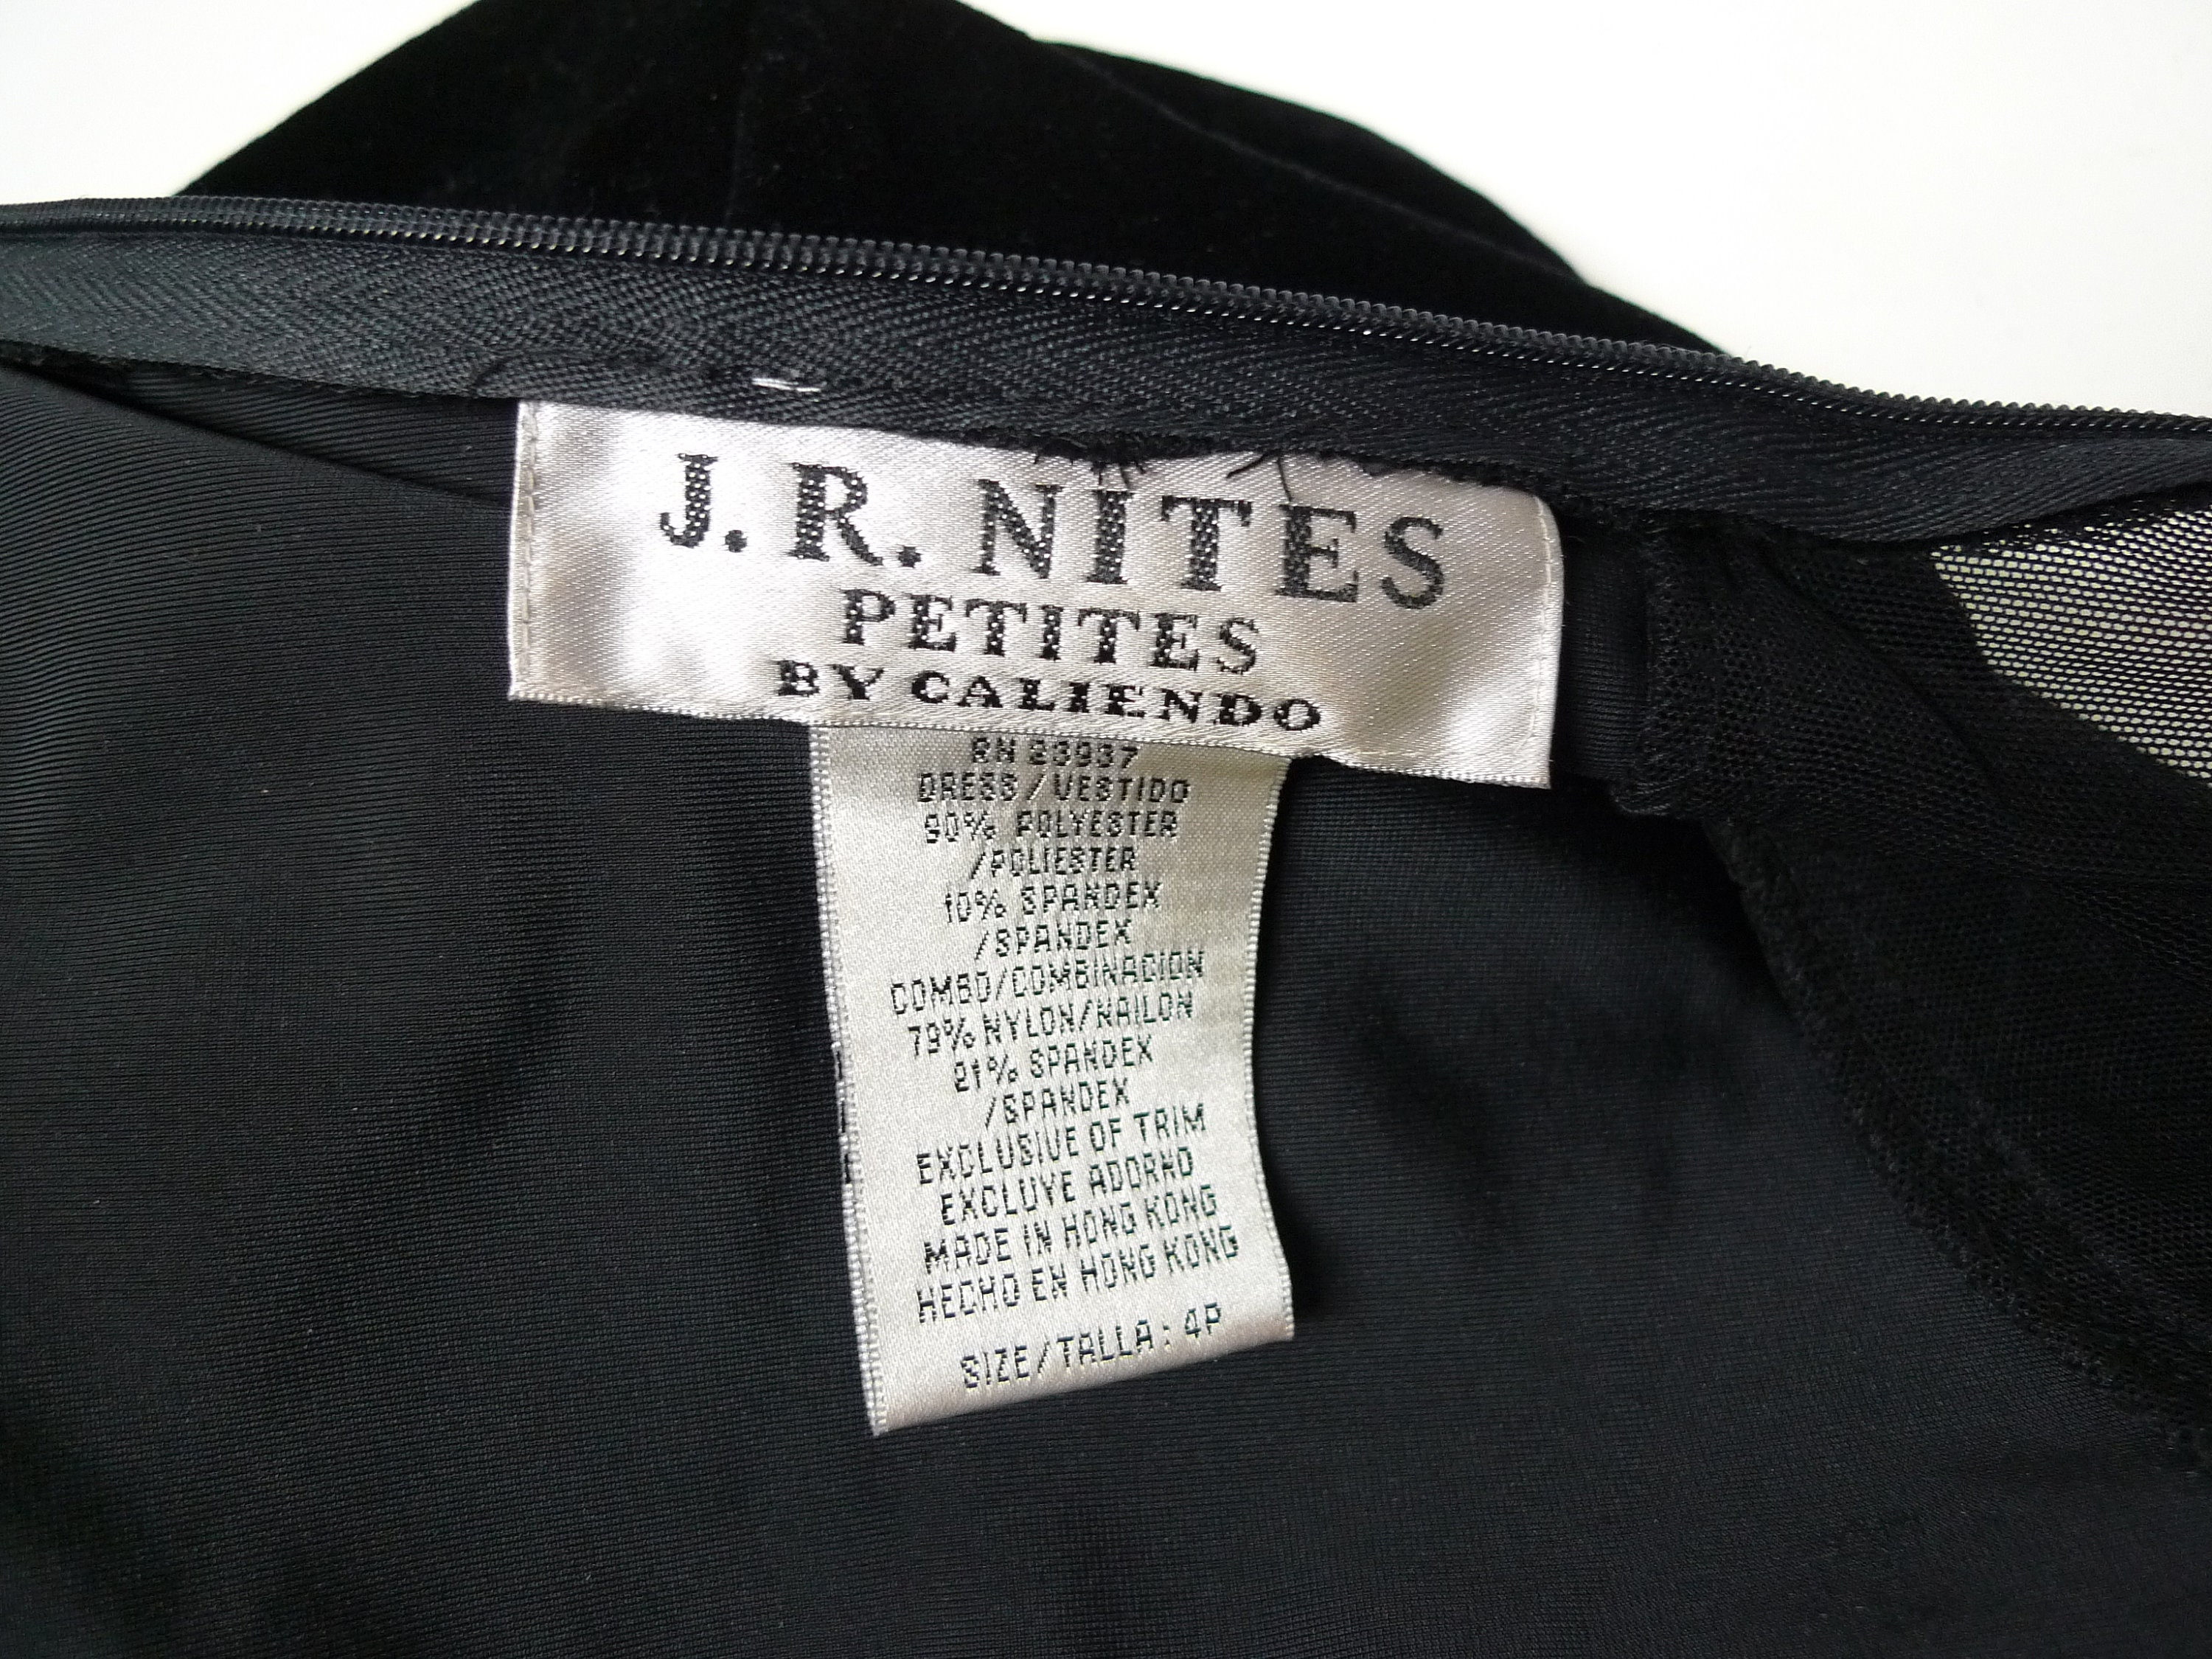 J. R. NITES
PETITES
BY CALIENDO
RN 23937
DRESS / VESTIDO
90% POLYESTER
/POLIESTER
10% SPANDEX
/SPANDEX
COMBO/COMBINACION
79% NYLON/NAILON
21% SPANDEX
/SPANDEX
EXCLUSIVE OF TRIM
EXCLUYE ADORNO
MADE IN HONG KONG
HECHO EN HONG KONG
SIZE/TALLA : 4P